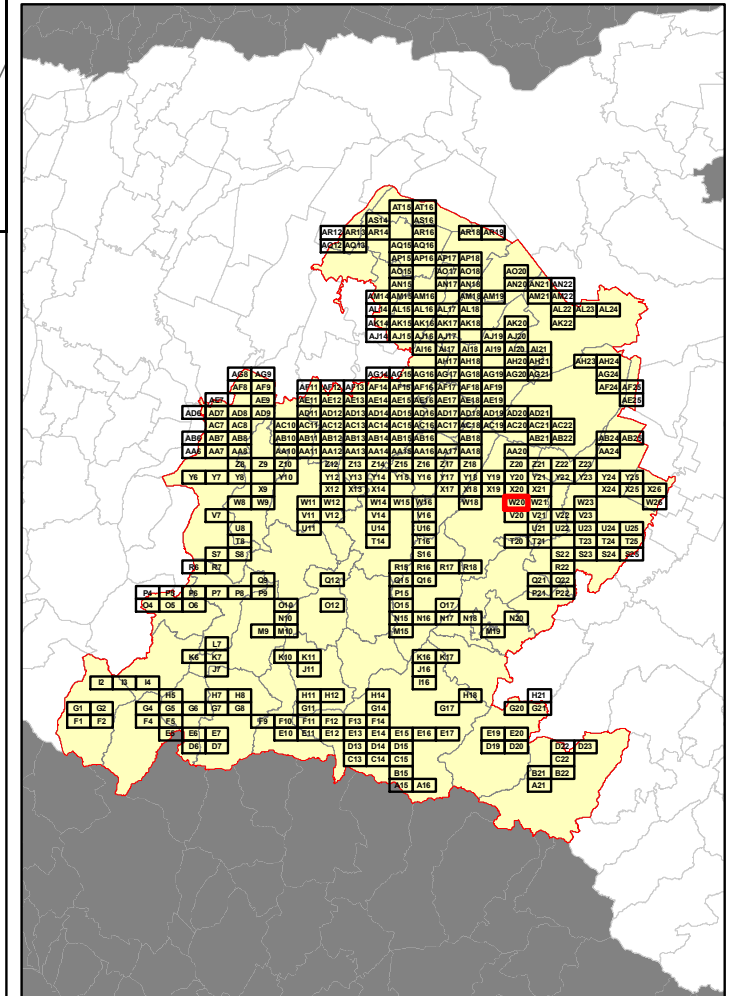 AT15 AT16
AS14 AS16
AR12 AR13 AR14 AR16 AR18 AR19
AQ12 AQ13 AQ15 AQ16
AP15 AP16 AP17 AP18
AO15 AO17 AO18 AO20
AN15 AN17 AN18 AN20 AN21 AN22
AM14 AM15 AM16 AM18 AM19 AM21 AM22
AL14 AL15 AL16 AL17 AL18 AL22 AL23 AL24
AK14 AK15 AK16 AK17 AK18 AK20 AK22
AJ14 AJ15 AJ16 AJ17 AJ19 AJ20
AI16 AI17 AI18 AI19 AI20 AI21
AH17 AH18 AH20 AH21 AH23 AH24
AG8 AG9 AG14 AG15 AG16 AG17 AG18 AG19 AG20 AG21 AG24
AF8 AF9 AF11 AF12 AF13 AF14 AF15 AF16 AF17 AF18 AF19 AF24 AF25
AE7 AE9 AE11 AE12 AE13 AE14 AE15 AE16 AE17 AE18 AE19 AE25
AD6 AD7 AD8 AD9 AD11 AD12 AD13 AD14 AD15 AD16 AD17 AD18 AD19 AD20 AD21
AC7 AC8 AC10 AC11 AC12 AC13 AC14 AC15 AC16 AC17 AC18 AC19 AC20 AC21 AC22
AB6 AB7 AB8 AB10 AB11 AB12 AB13 AB14 AB15 AB16 AB18 AB21 AB22 AB24 AB25
AA6 AA7 AA8 AA10 AA11 AA12 AA13 AA14 AA15 AA16 AA18 AA20 AA24
Z8 Z9 Z10 Z12 Z13 Z14 Z15 Z16 Z17 Z18 Z20 Z21 Z22 Z23
Y6 Y7 Y8 Y10 Y12 Y13 Y14 Y15 Y16 Y17 Y18 Y19 Y20 Y21 Y22 Y23 Y24 Y25
X9 X12 X13 X14 X17 X18 X19 X20 X21 X24 X25 X26
W8 W9 W11 W12 W14 W15 W16 W18 W20 W21 W23 W26
V7 V11 V12 V14 V16 V20 V21 V22 V23
U8 U11 U14 U16 U21 U22 U23 U24 U25
T8 T14 T16 T20 T21 T23 T24 T25
S7 S8 S16 S22 S23 S24 S25
R6 R7 R15 R16 R17 R18 R22
Q9 Q12 Q15 Q16 Q21 Q22
P4 P5 P6 P7 P8 P9 P15 P21 P22
O4 O5 O6 O10 O12 O15 O17
N10 N15 N16 N17 N18 N20
M9 M10 M15 M19
L7
K6 K7 K10 K11 K16 K17
J7 J11 J16
I2 I3 I4 I16
H5 H7 H8 H11 H12 H14 H18 H21
G1 G2 G4 G5 G6 G7 G8 G11 G14 G17 G20 G21
F1 F2 F4 F5 F9 F10 F11 F12 F13 F14
E5 E6 E7 E10 E11 E12 E13 E14 E15 E16 E17 E19 E20
D6 D7 D13 D14 D15 D19 D20 D22 D23
C13 C14 C15 C22
B15 B21 B22
A15 A16 A21